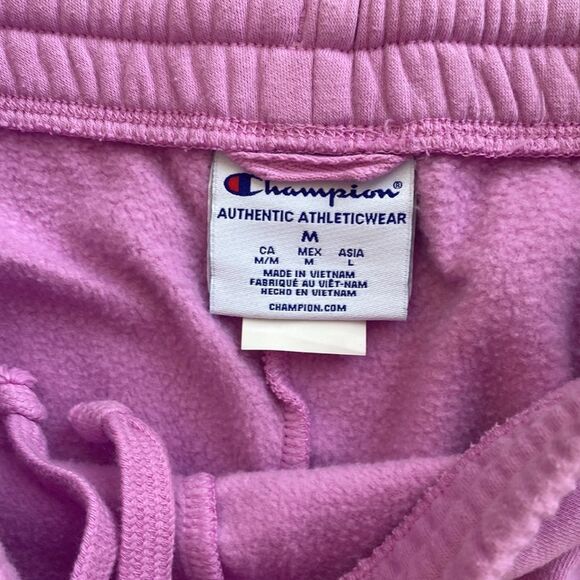 Champion®
AUTHENTIC ATHLETICWEAR
M
CA MEX ASIA
M/M M L
MADE IN VIETNAM
FABRIQUÉ AU VIÊT-NAM
HECHO EN VIETNAM
CHAMPION.COM